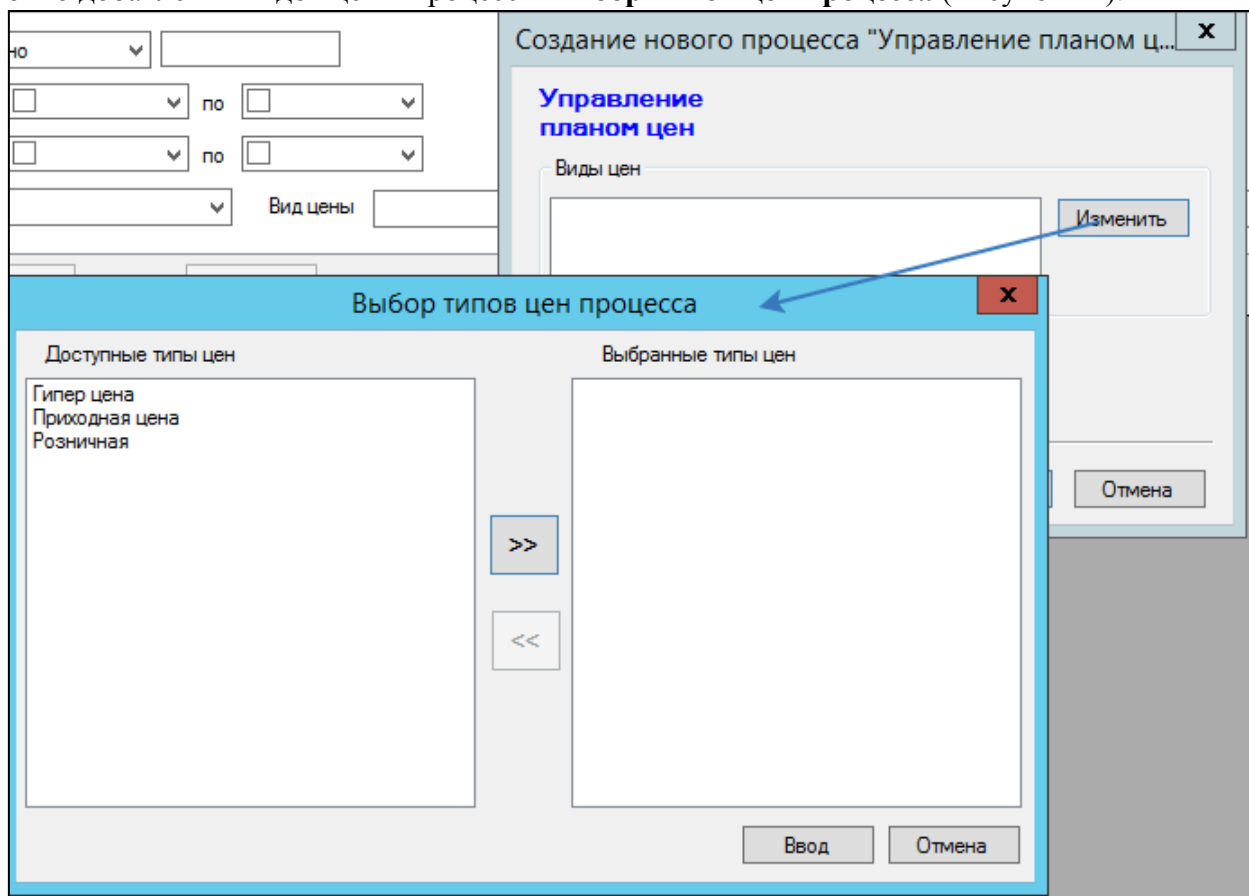 Создание нового процесса "Управление планом ц... x
но
по
по
Вид цены
Управление
планом цен
Виды цен
Изменить
Отмена
Выбор типов цен процесса x
Доступные типы цен
Выбранные типы цен
Гипер цена
Приходная цена
Розничная
>>
<<
Ввод
Отмена